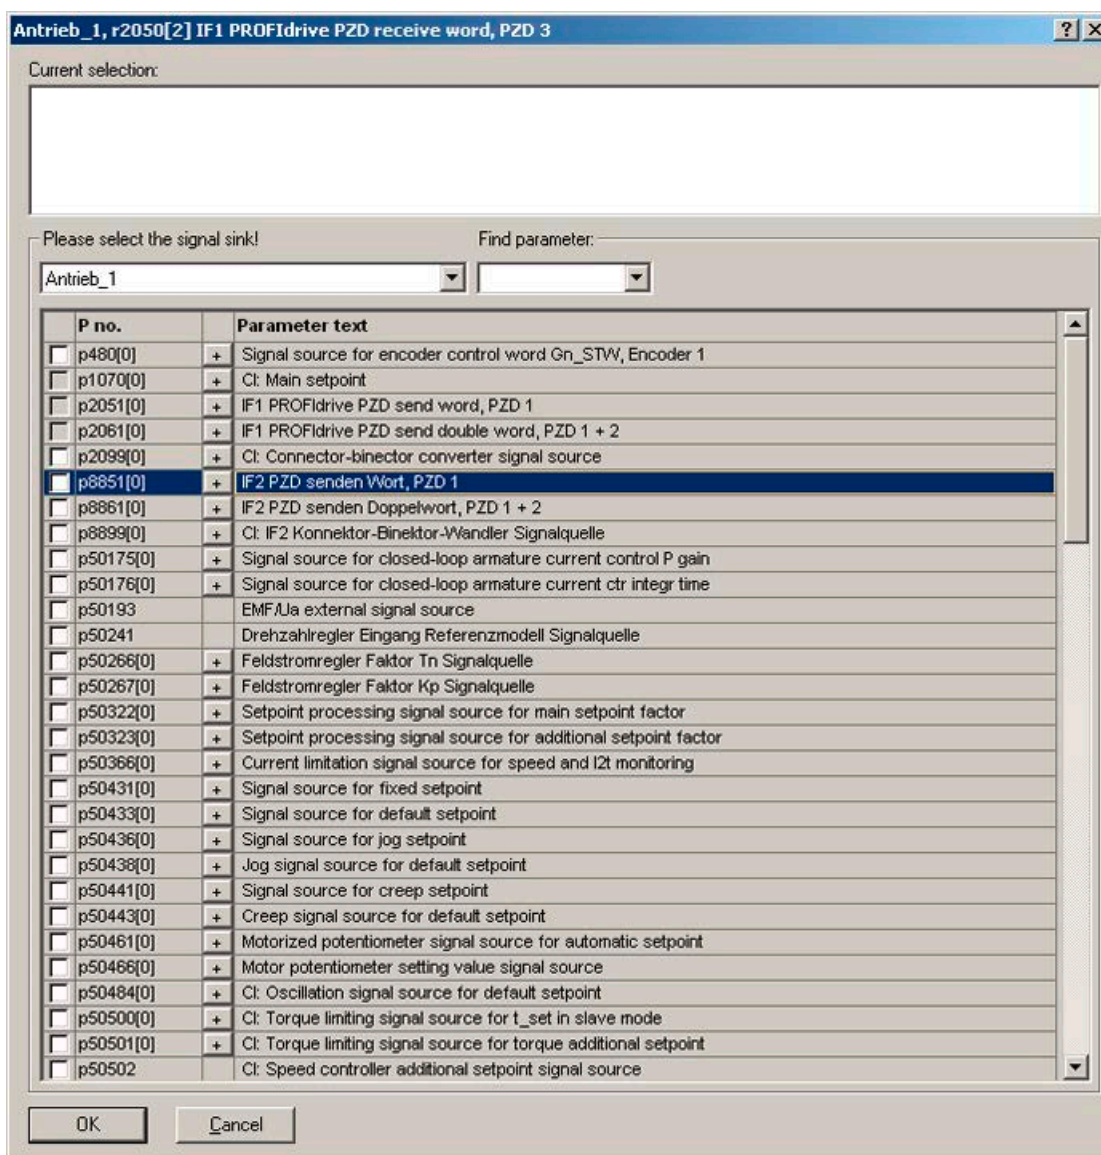 Antrieb_1, r2050[2] IF1 PROFIdrive PZD receive word, PZD 3
Current selection:
Please select the signal sink! Find parameter:
Antrieb_1
P no. Parameter text
p480[0] + Signal source for encoder control word Gn_STW, Encoder 1
p1070[0] + CI: Main setpoint
p2051[0] + IF1 PROFIdrive PZD send word, PZD 1
p2061[0] + IF1 PROFIdrive PZD send double word, PZD 1 + 2
p2099[0] + CI: Connector-binector converter signal source
p8851[0] + IF2 PZD senden Wort, PZD 1
p8861[0] + IF2 PZD senden Doppelwort, PZD 1 + 2
p8899[0] + CI: IF2 Konnektor-Binektor-Wandler Signalquelle
p50175[0] + Signal source for closed-loop armature current control P gain
p50176[0] + Signal source for closed-loop armature current ctr integr time
p50193 EMF/Ua external signal source
p50241 Drehzahlregler Eingang Referenzmodell Signalquelle
p50266[0] + Feldstromregler Faktor Tn Signalquelle
p50267[0] + Feldstromregler Faktor Kp Signalquelle
p50322[0] + Setpoint processing signal source for main setpoint factor
p50323[0] + Setpoint processing signal source for additional setpoint factor
p50366[0] + Current limitation signal source for speed and I2t monitoring
p50431[0] + Signal source for fixed setpoint
p50433[0] + Signal source for default setpoint
p50436[0] + Signal source for jog setpoint
p50438[0] + Jog signal source for default setpoint
p50441[0] + Signal source for creep setpoint
p50443[0] + Creep signal source for default setpoint
p50461[0] + Motorized potentiometer signal source for automatic setpoint
p50466[0] + Motor potentiometer setting value signal source
p50484[0] + CI: Oscillation signal source for default setpoint
p50500[0] + CI: Torque limiting signal source for t_set in slave mode
p50501[0] + CI: Torque limiting signal source for torque additional setpoint
p50502 CI: Speed controller additional setpoint signal source
OK Cancel